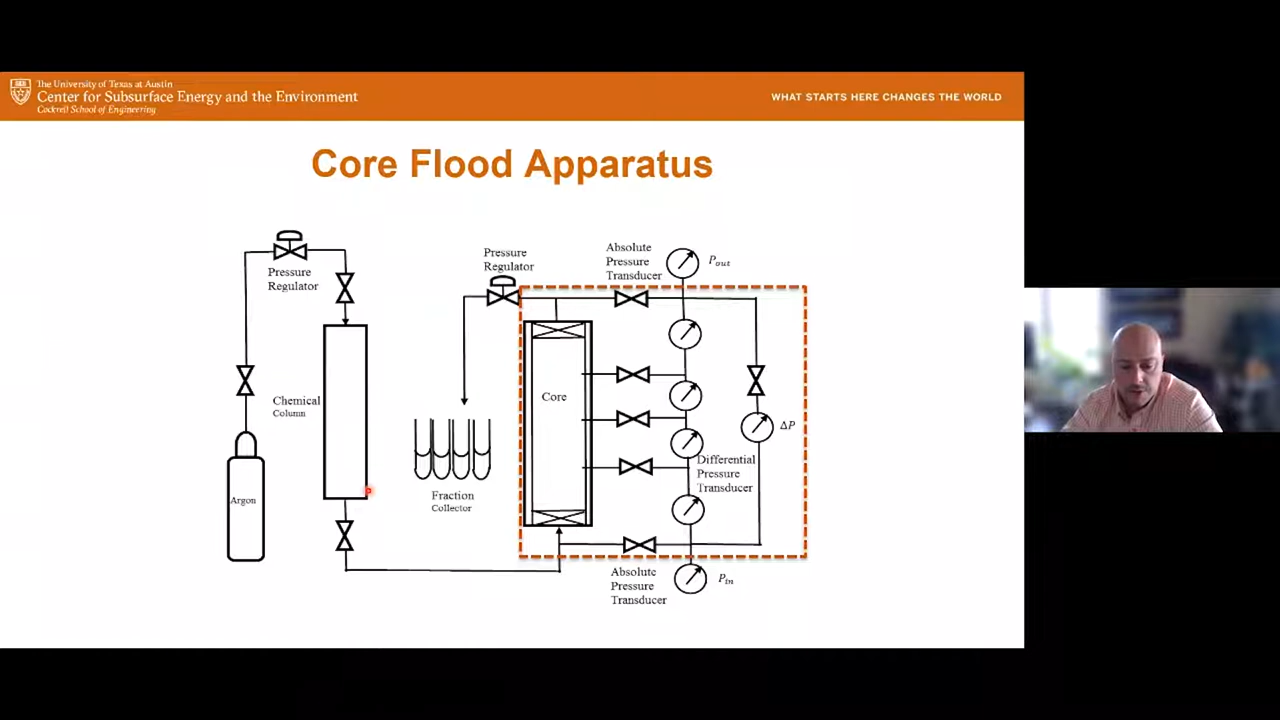 The University of Texas at Austin
Center for Subsurface Energy and the Environment
Cockrell School of Engineering
WHAT STARTS HERE CHANGES THE WORLD
Core Flood Apparatus
Pressure
Regulator
Chemical
Column
Argon
Pressure
Regulator
Fraction
Collector
Core
Absolute
Pressure
Transducer
P_out
ΔP
Differential
Pressure
Transducer
Absolute
Pressure
Transducer
P_in